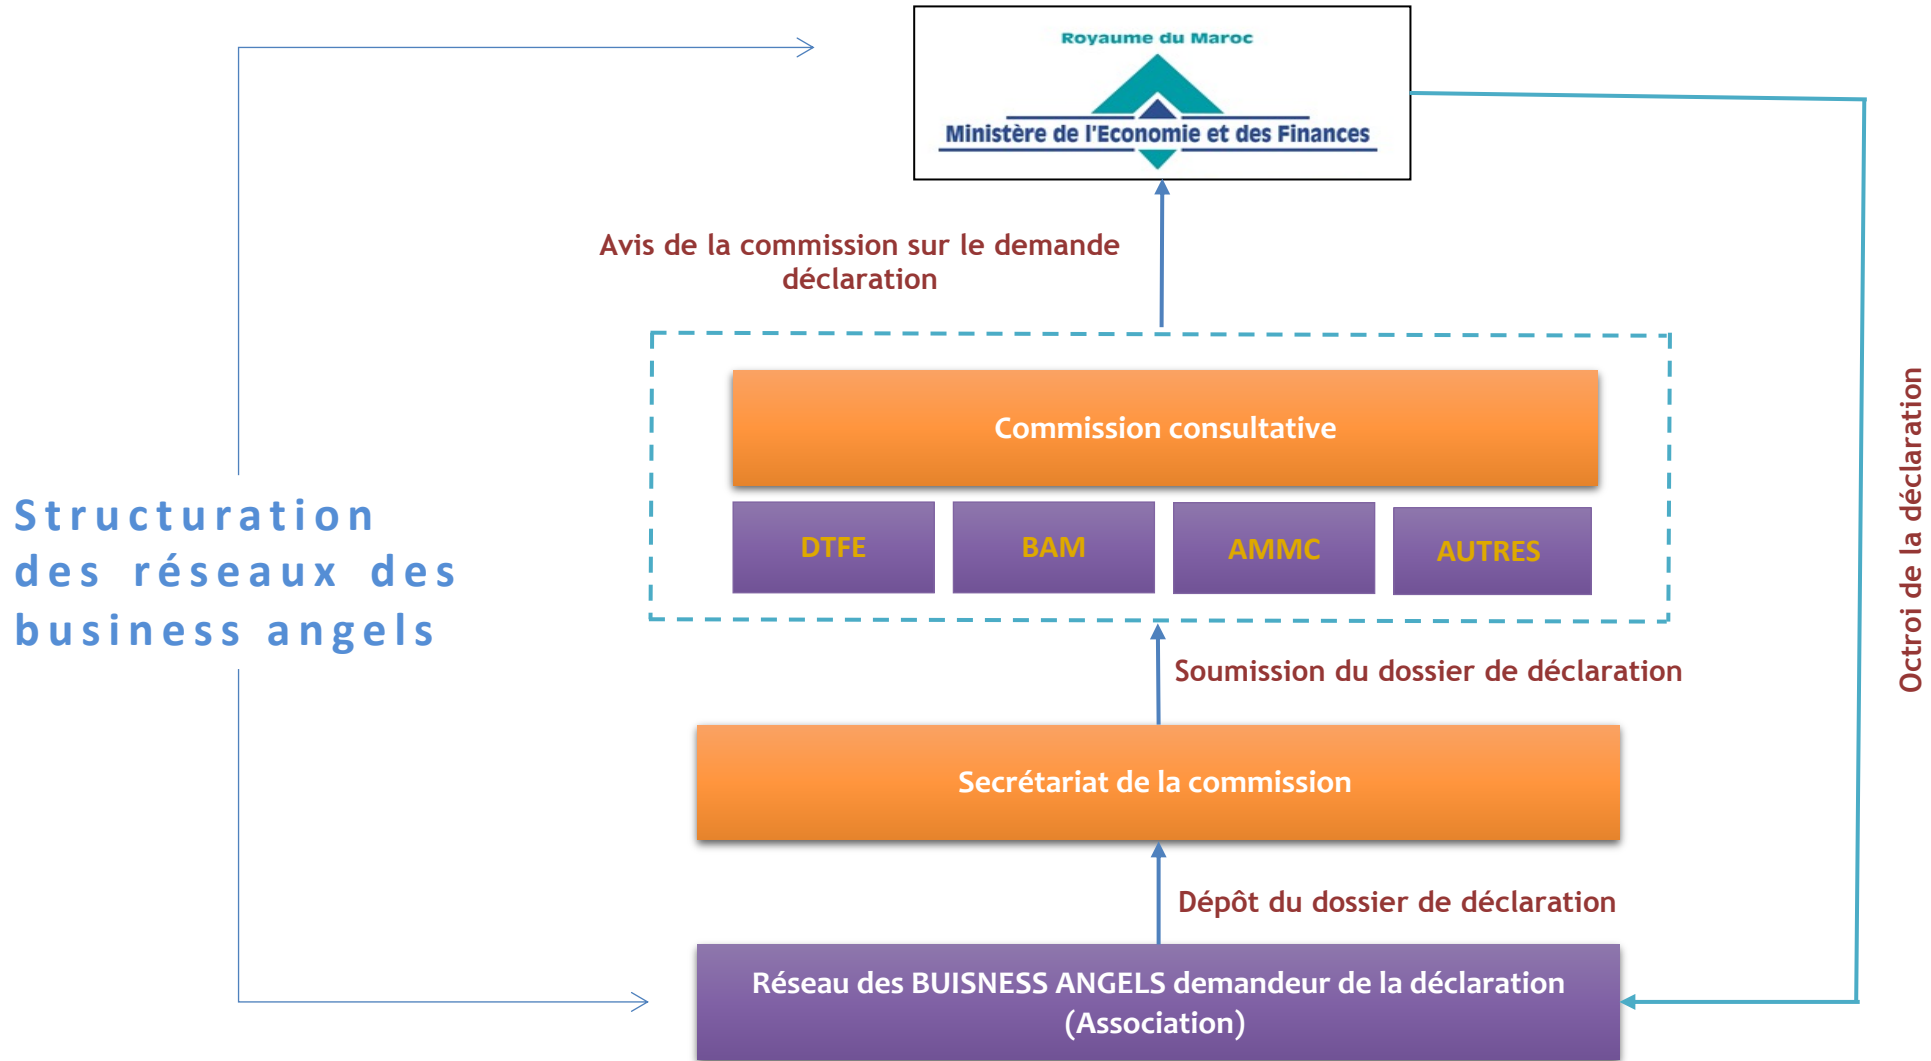 Royaume du Maroc
Ministère de l'Economie et des Finances
Avis de la commission sur le demande
déclaration
Commission consultative
DTFE
BAM
AMMC
AUTRES
Structuration
des réseaux des
business angels
Soumission du dossier de déclaration
Octroi de la déclaration
Secrétariat de la commission
Dépôt du dossier de déclaration
Réseau des BUISNESS ANGELS demandeur de la déclaration
(Association)